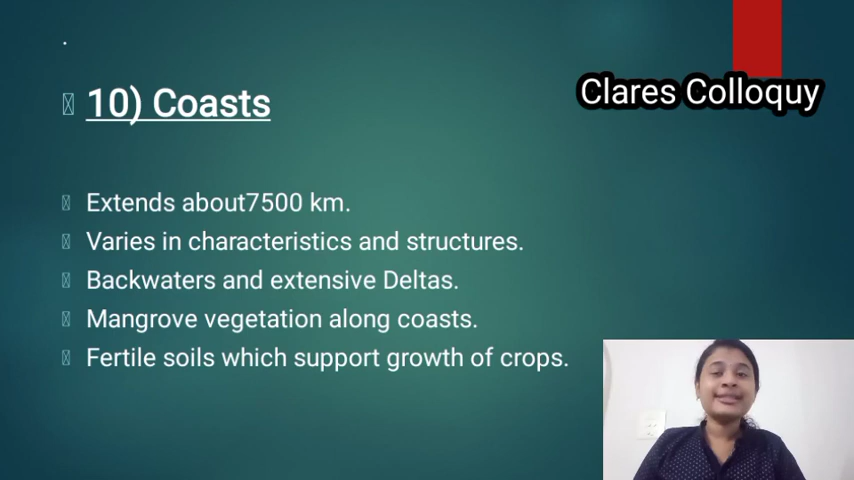 10) Coasts
Clares Colloquy
Extends about7500 km.
Varies in characteristics and structures.
Backwaters and extensive Deltas.
Mangrove vegetation along coasts.
Fertile soils which support growth of crops.